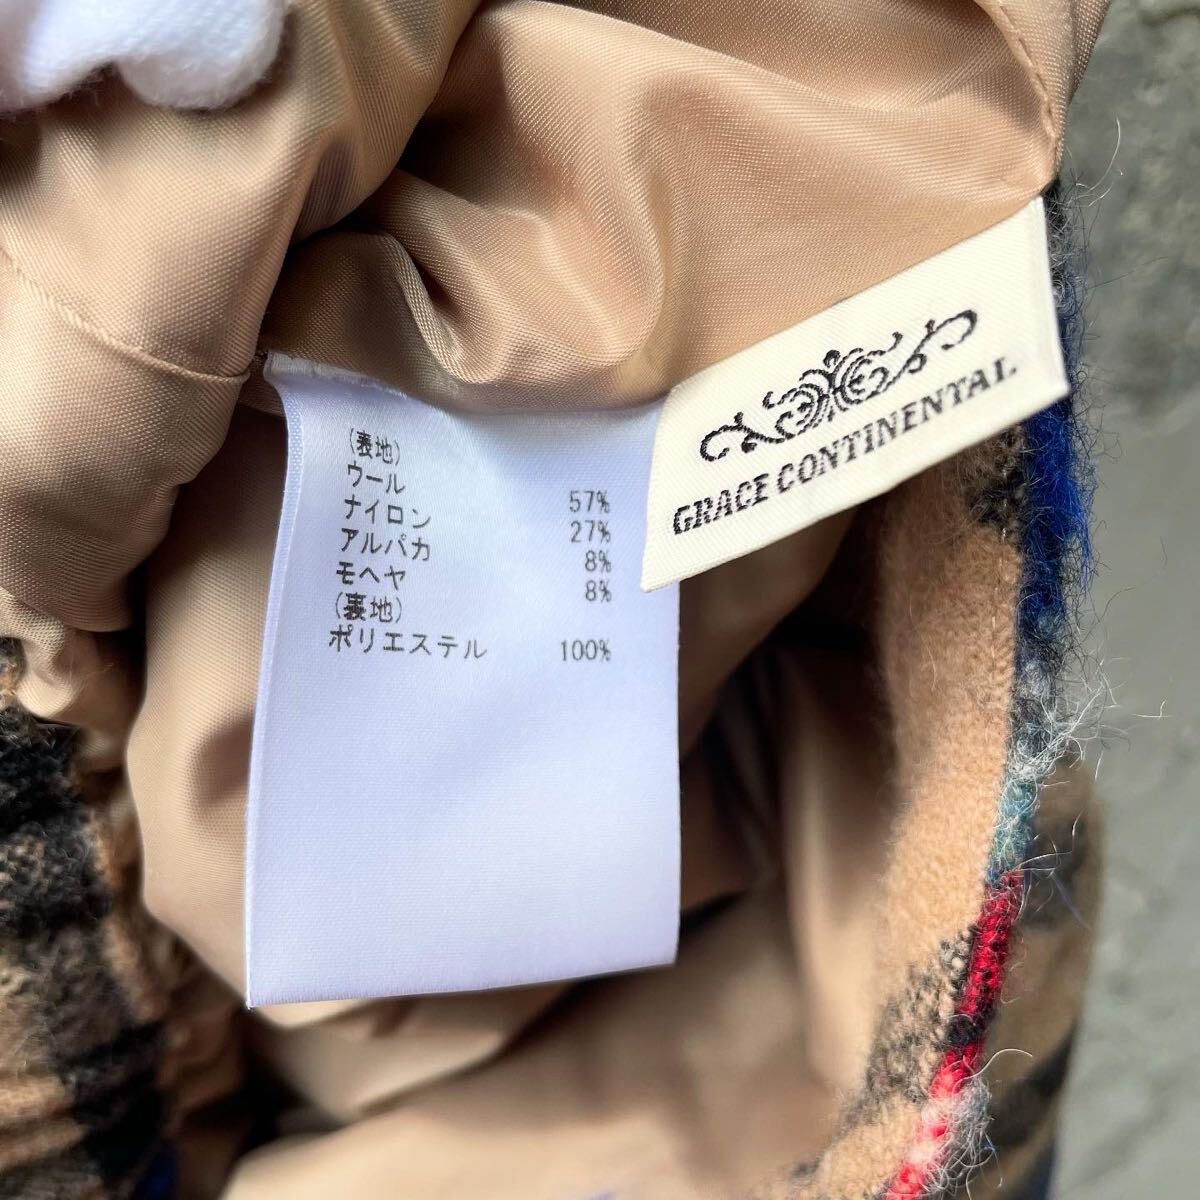 (表地)
ウール 57%
ナイロン 27%
アルパカ 8%
モヘヤ 8%
(裏地)
ポリエステル 100%
GRACE CONTINENTAL